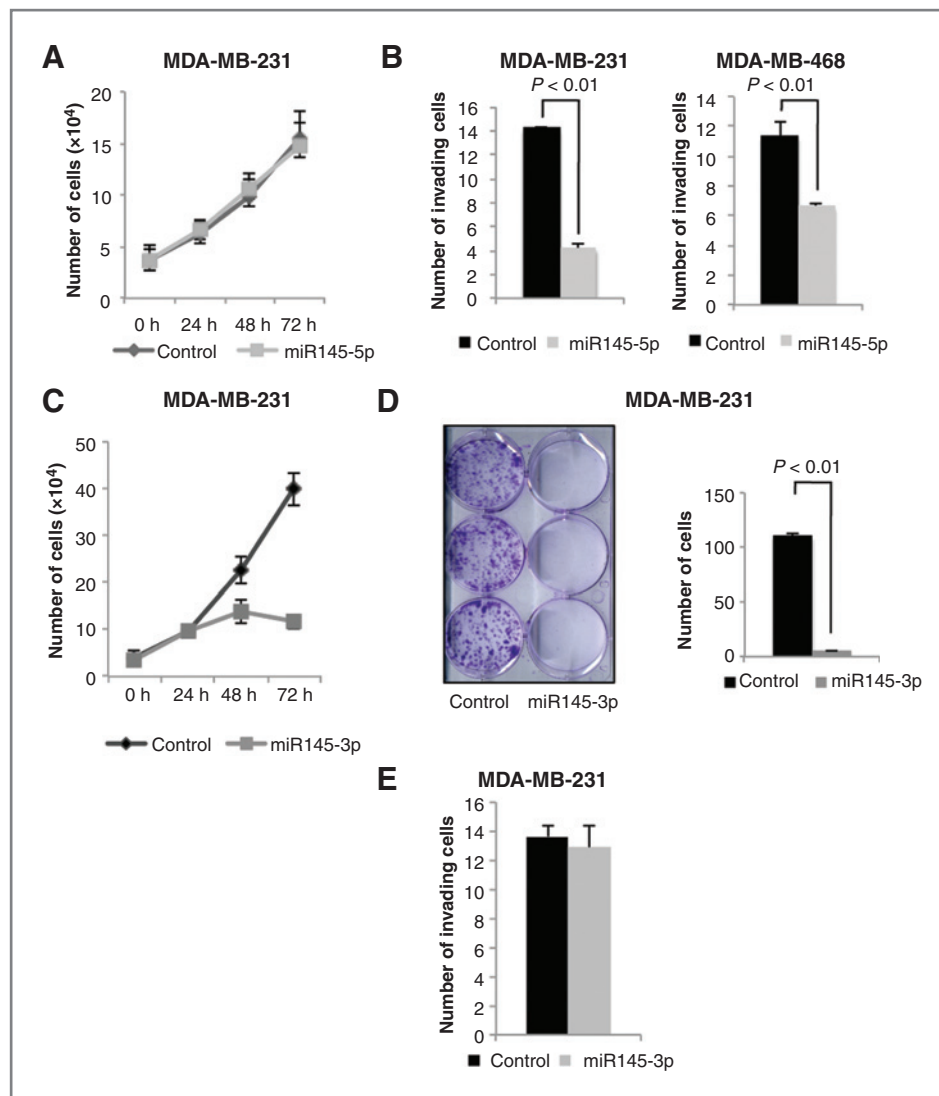 A
MDA-MB-231
Number of cells (×10⁴)
20
15
10
5
0
0 h 24 h 48 h 72 h
Control miR145-5p
B
MDA-MB-231
P < 0.01
Number of invading cells
16
14
12
10
8
6
4
2
0
Control miR145-5p
MDA-MB-468
P < 0.01
Number of invading cells
14
12
10
8
6
4
2
0
Control miR145-5p
C
MDA-MB-231
Number of cells (×10⁴)
50
40
30
20
10
0
0 h 24 h 48 h 72 h
Control miR145-3p
D
MDA-MB-231
Control miR145-3p
P < 0.01
Number of cells
150
100
50
0
Control miR145-3p
E
MDA-MB-231
Number of invading cells
16
14
12
10
8
6
4
2
0
Control miR145-3p